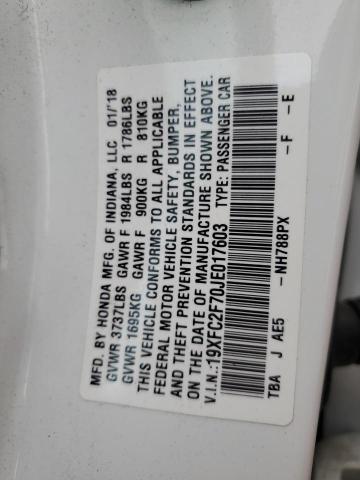 MFD. BY HONDA MFG. OF INDIANA, LLC 01/'18
GVWR 3737LBS GAWR F 1984LBS R 1786LBS
GVWR 1695KG GAWR F 900KG R 810KG
THIS VEHICLE CONFORMS TO ALL APPLICABLE
FEDERAL MOTOR VEHICLE SAFETY, BUMPER,
AND THEFT PREVENTION STANDARDS IN EFFECT
ON THE DATE OF MANUFACTURE SHOWN ABOVE.
V.I.N.:19XFC2F70JE017603 TYPE: PASSENGER CAR
TBA J AE5 -NH788PX -F -E